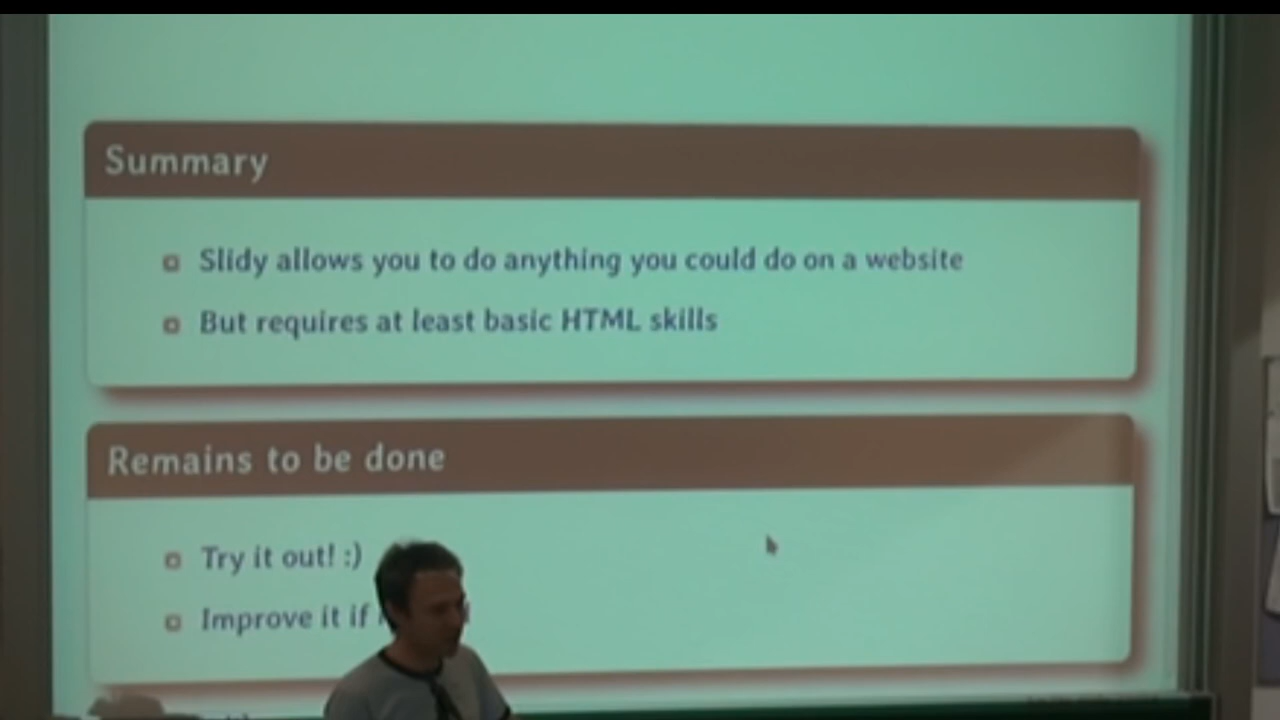 Summary
Slidy allows you to do anything you could do on a website
But requires at least basic HTML skills
Remains to be done
Try it out! :)
Improve it if